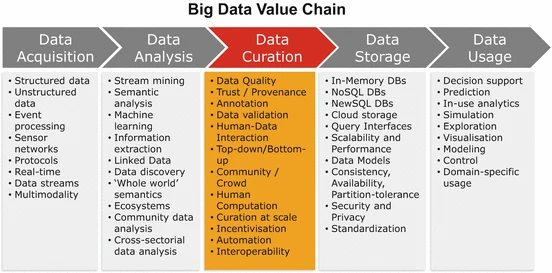 Big Data Value Chain
Data
Acquisition
• Structured data
• Unstructured
data
• Event
processing
• Sensor
networks
• Protocols
• Real-time
• Data streams
• Multimodality
Data
Analysis
• Stream mining
• Semantic
analysis
• Machine
learning
• Information
extraction
• Linked Data
• Data discovery
• ‘Whole world’
semantics
• Ecosystems
• Community data
analysis
• Cross-sectorial
data analysis
Data
Curation
• Data Quality
• Trust / Provenance
• Annotation
• Data validation
• Human-Data
Interaction
• Top-down/Bottom-
up
• Community /
Crowd
• Human
Computation
• Curation at scale
• Incentivisation
• Automation
• Interoperability
Data
Storage
• In-Memory DBs
• NoSQL DBs
• NewSQL DBs
• Cloud storage
• Query Interfaces
• Scalability and
Performance
• Data Models
• Consistency,
Availability,
Partition-tolerance
• Security and
Privacy
• Standardization
Data
Usage
• Decision support
• Prediction
• In-use analytics
• Simulation
• Exploration
• Visualisation
• Modeling
• Control
• Domain-specific
usage